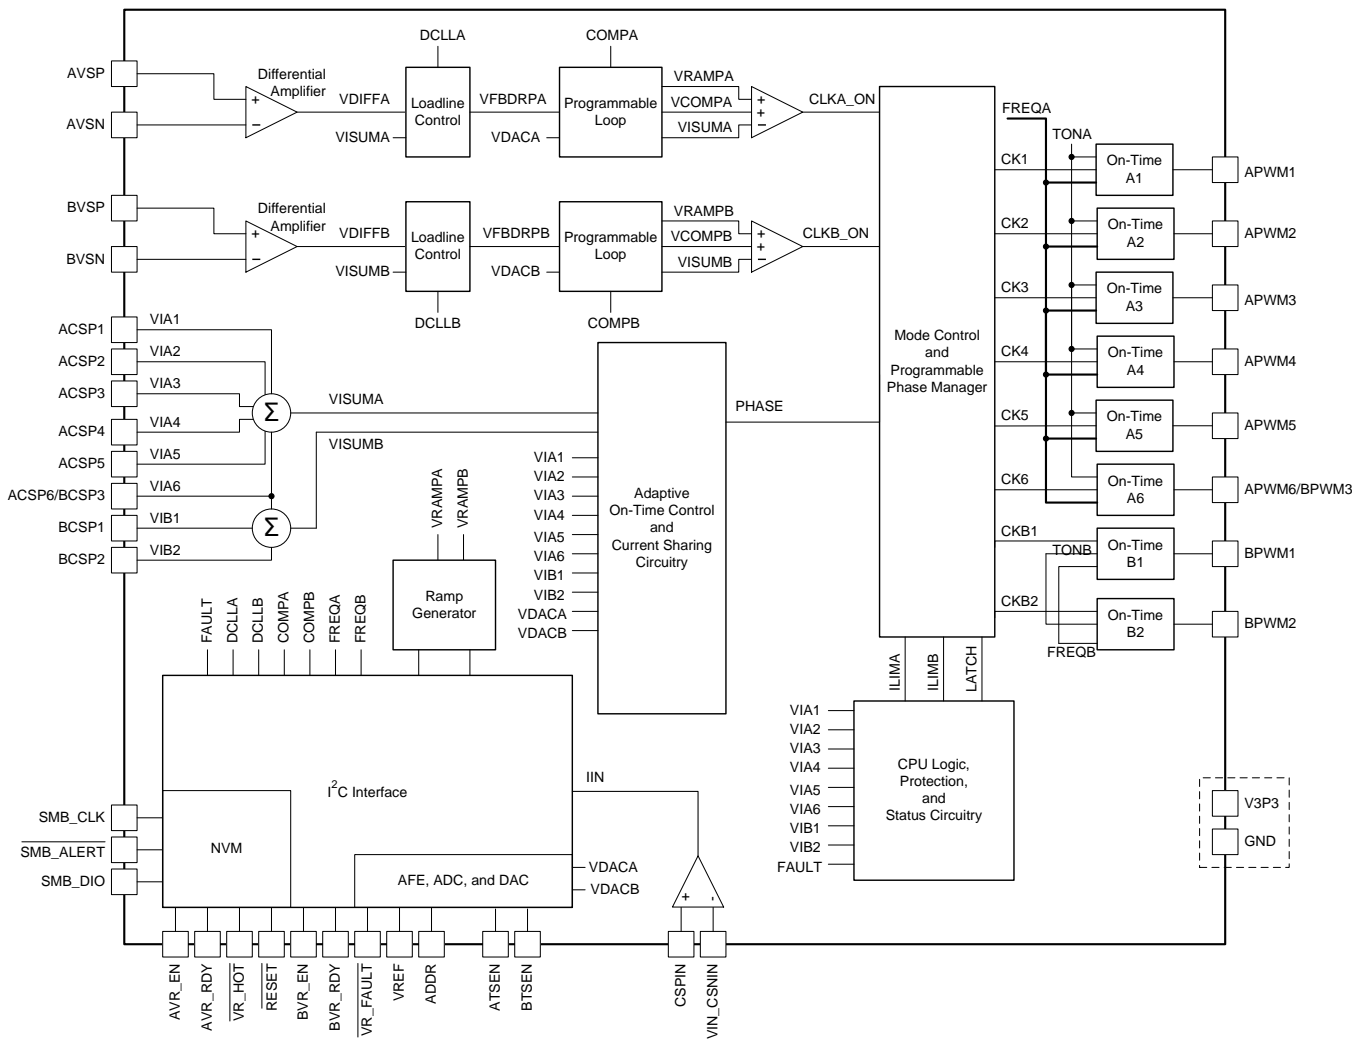 DCLLA
COMPA
AVSP
Differential
Amplifier
+
−
VDIFFA
VISUMA
Loadline
Control
VFBDRPA
VDACA
Programmable
Loop
VRAMPA
VCOMPA
VISUMA
+
+
−
CLKA_ON
AVSN
BVSP
Differential
Amplifier
+
−
VDIFFB
VISUMB
Loadline
Control
VFBDRPB
VDACB
Programmable
Loop
VRAMPB
VCOMPB
VISUMB
+
+
−
CLKB_ON
BVSN
DCLLB
COMPB
ACSP1
VIA1
ACSP2
VIA2
ACSP3
VIA3
ACSP4
VIA4
ACSP5
VIA5
ACSP6/BCSP3
VIA6
BCSP1
VIB1
BCSP2
VIB2
Σ
Σ
VISUMA
VISUMB
VIA1
VIA2
VIA3
VIA4
VIA5
VIA6
VIB1
VIB2
VDACA
VDACB
Adaptive
On-Time Control
and
Current Sharing
Circuitry
PHASE
Mode Control
and
Programmable
Phase Manager
FREQA
TONA
CK1
On-Time
A1
APWM1
CK2
On-Time
A2
APWM2
CK3
On-Time
A3
APWM3
CK4
On-Time
A4
APWM4
CK5
On-Time
A5
APWM5
CK6
On-Time
A6
APWM6/BPWM3
CKB1
TONB
On-Time
B1
BPWM1
CKB2
On-Time
B2
BPWM2
FREQB
VRAMPA
VRAMPB
Ramp
Generator
FAULT
DCLLA
DCLLB
COMPA
COMPB
FREQA
FREQB
I2C Interface
NVM
AFE, ADC, and DAC
IIN
VDACA
VDACB
SMB_CLK
SMB_ALERT
SMB_DIO
ILIMA
ILIMB
LATCH
VIA1
VIA2
VIA3
VIA4
VIA5
VIA6
VIB1
VIB2
FAULT
CPU Logic,
Protection,
and
Status Circuitry
V3P3
GND
+
-
AVR_EN
AVR_RDY
VR_HOT
RESET
BVR_EN
BVR_RDY
VR_FAULT
VREF
ADDR
ATSEN
BTSEN
CSPIN
VIN_CSNIN